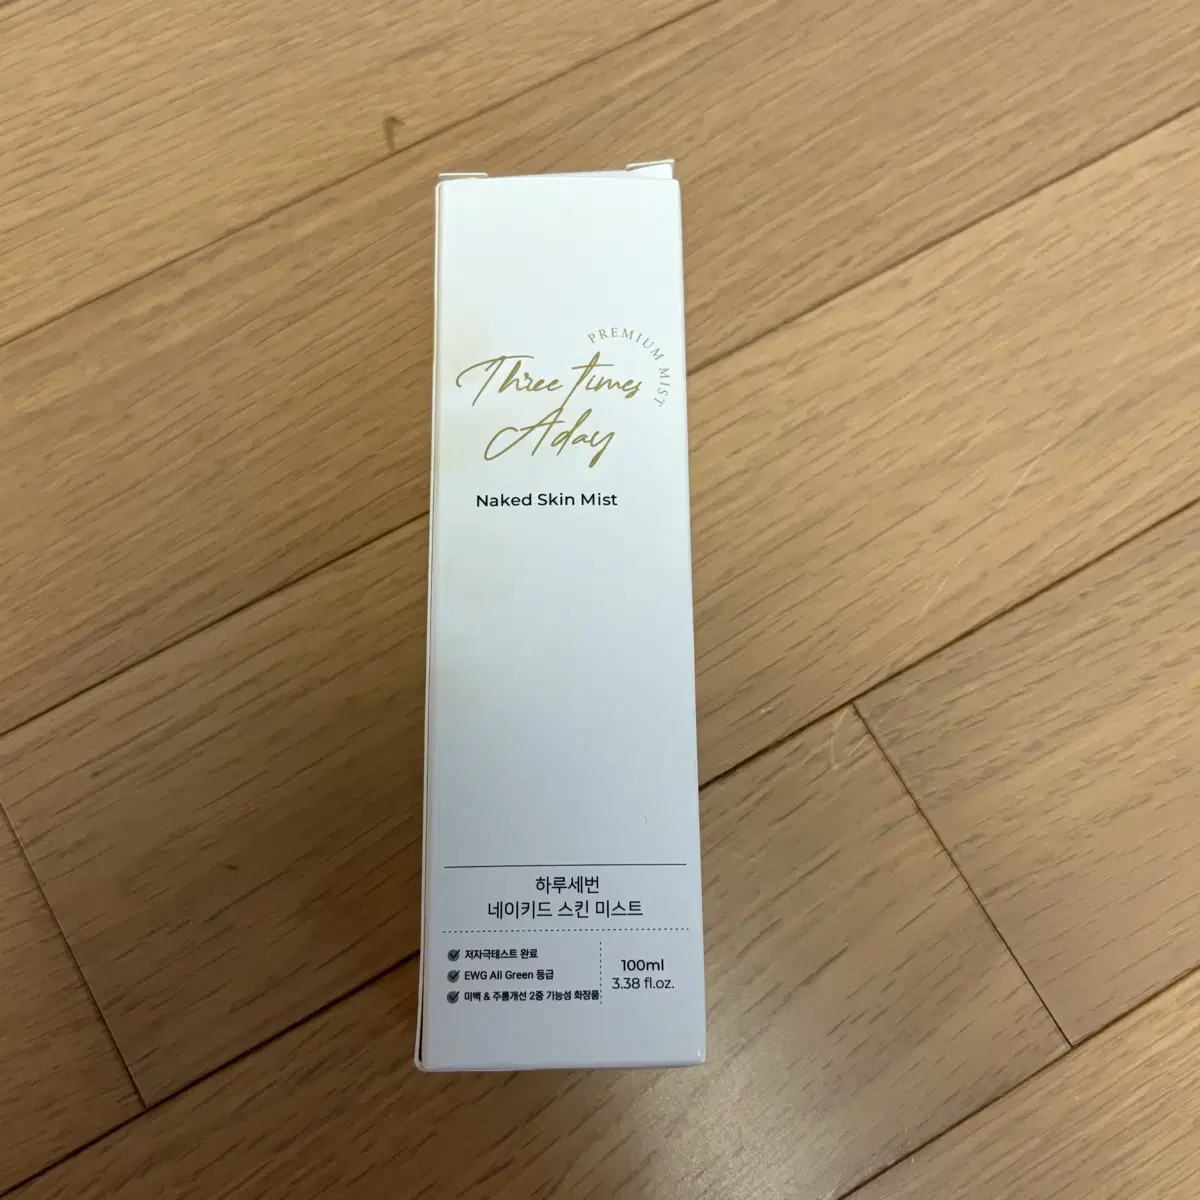 PREMIUM MIST
Three times
Aday
Naked Skin Mist
하루세번
네이키드 스킨 미스트
저자극테스트 완료
EWG All Green 등급
미백 & 주름개선 2중 기능성 화장품
100ml
3.38 fl.oz.